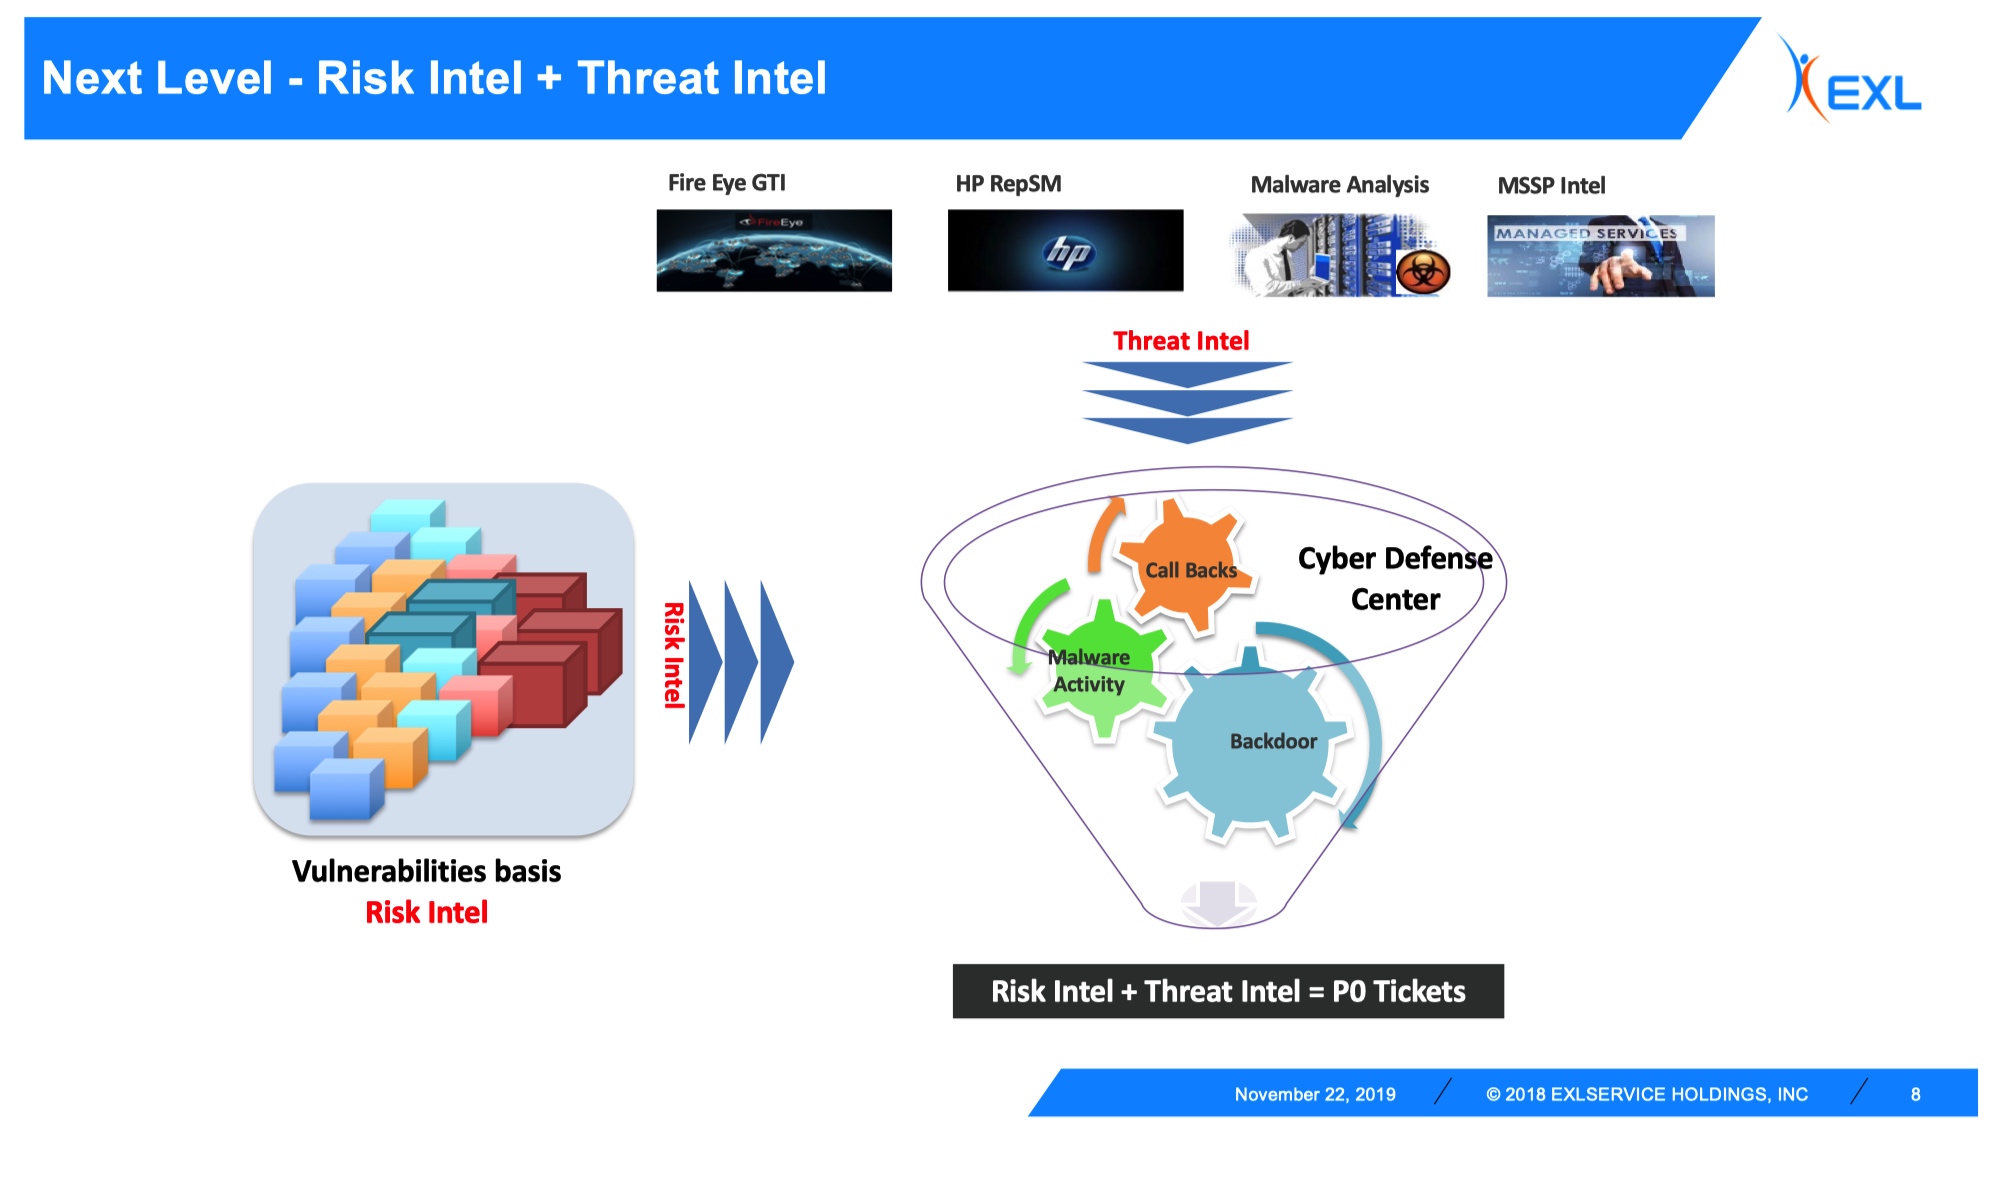 Next Level - Risk Intel + Threat Intel
EXL
Fire Eye GTI
HP RepSM
Malware Analysis
MSSP Intel
FireEye
hp
MANAGED SERVICES
Threat Intel
Risk Intel
Call Backs
Cyber Defense
Center
Malware
Activity
Backdoor
Vulnerabilities basis
Risk Intel
Risk Intel + Threat Intel = P0 Tickets
November 22, 2019
© 2018 EXLSERVICE HOLDINGS, INC
8